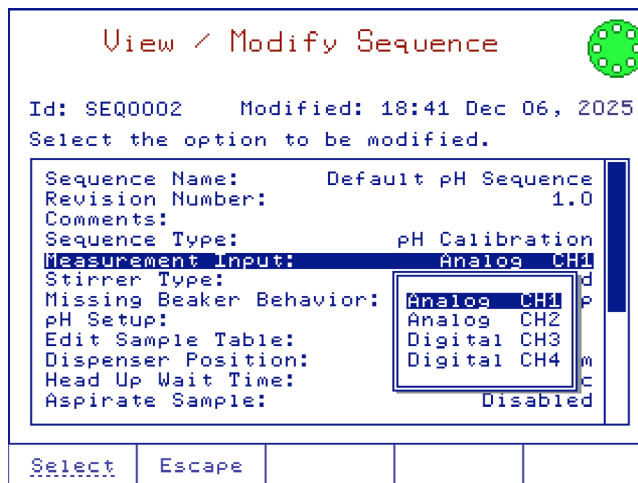 View / Modify Sequence
Id: SEQ0002 Modified: 18:41 Dec 06, 2025
Select the option to be modified.
Sequence Name: Default pH Sequence
Revision Number: 1.0
Comments:
Sequence Type: pH Calibration
Measurement Input: Analog CH1
Stirrer Type:
Missing Beaker Behavior:
pH Setup:
Edit Sample Table:
Dispenser Position:
Head Up Wait Time:
Aspirate Sample: Disabled
Analog CH1
Analog CH2
Digital CH3
Digital CH4
Select Escape